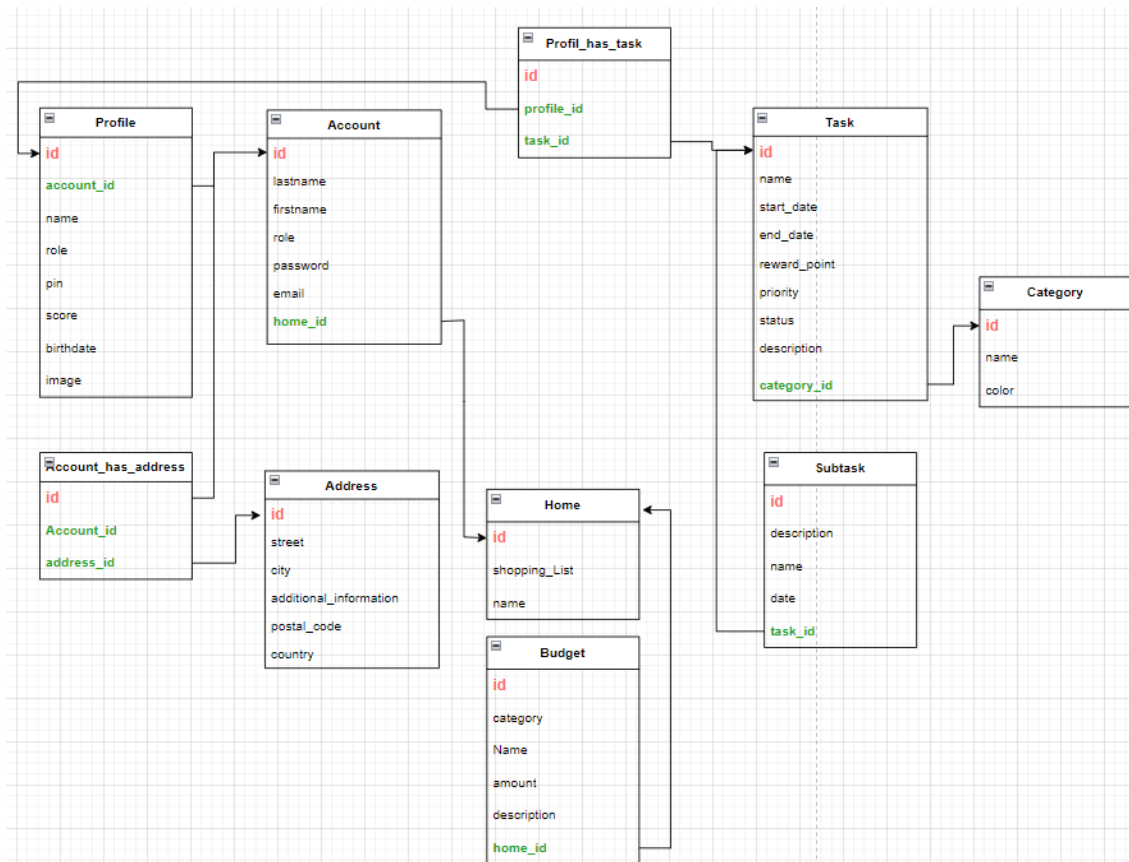 Profil_has_task
id
profile_id
task_id
Profile
id
account_id
name
role
pin
score
birthdate
image
Account
id
lastname
firstname
role
password
email
home_id
Task
id
name
start_date
end_date
reward_point
priority
status
description
category_id
Category
id
name
color
Account_has_address
id
Account_id
address_id
Address
id
street
city
additional_information
postal_code
country
Home
id
shopping_List
name
Subtask
id
description
name
date
task_id
Budget
id
category
Name
amount
description
home_id